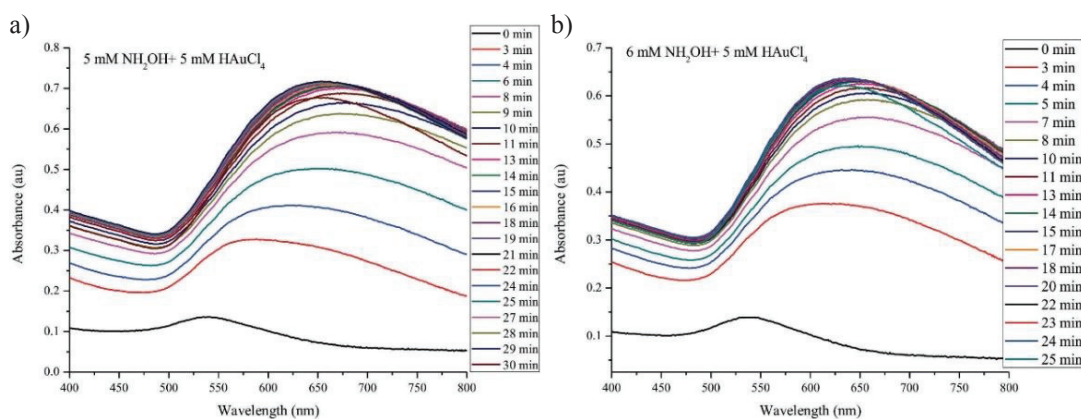 a)
5 mM NH2OH+ 5 mM HAuCl4
0.8
0.7
0.6
0.5
0.4
0.3
0.2
0.1
0.0
Absorbance (au)
400 450 500 550 600 650 700 750 800
Wavelength (nm)
0 min
3 min
4 min
6 min
8 min
9 min
10 min
11 min
13 min
14 min
15 min
16 min
18 min
19 min
21 min
22 min
24 min
25 min
27 min
28 min
29 min
30 min
b)
6 mM NH2OH+ 5 mM HAuCl4
0.7
0.6
0.5
0.4
0.3
0.2
0.1
Absorbance (au)
400 450 500 550 600 650 700 750 800
Wavelength (nm)
0 min
3 min
4 min
5 min
7 min
8 min
10 min
11 min
13 min
14 min
15 min
17 min
18 min
20 min
22 min
23 min
24 min
25 min